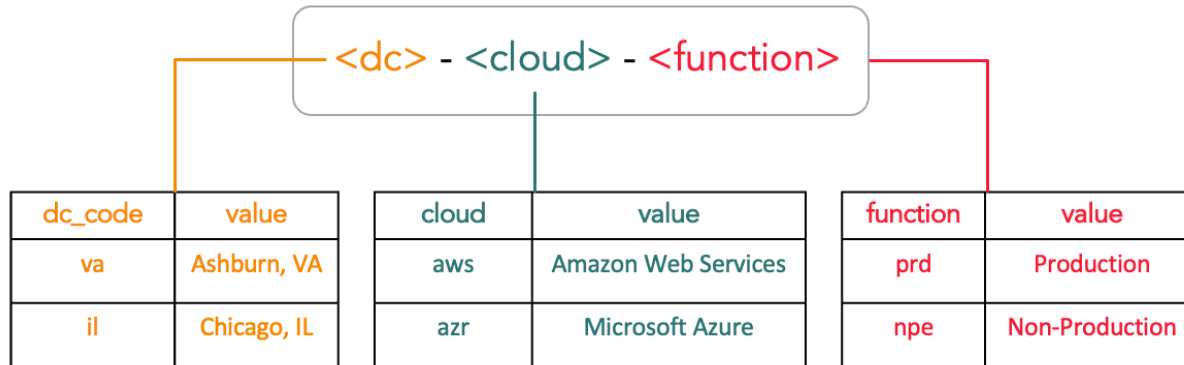 <dc> - <cloud> - <function>
dc_code value
va Ashburn, VA
il Chicago, IL
cloud value
aws Amazon Web Services
azr Microsoft Azure
function value
prd Production
npe Non-Production